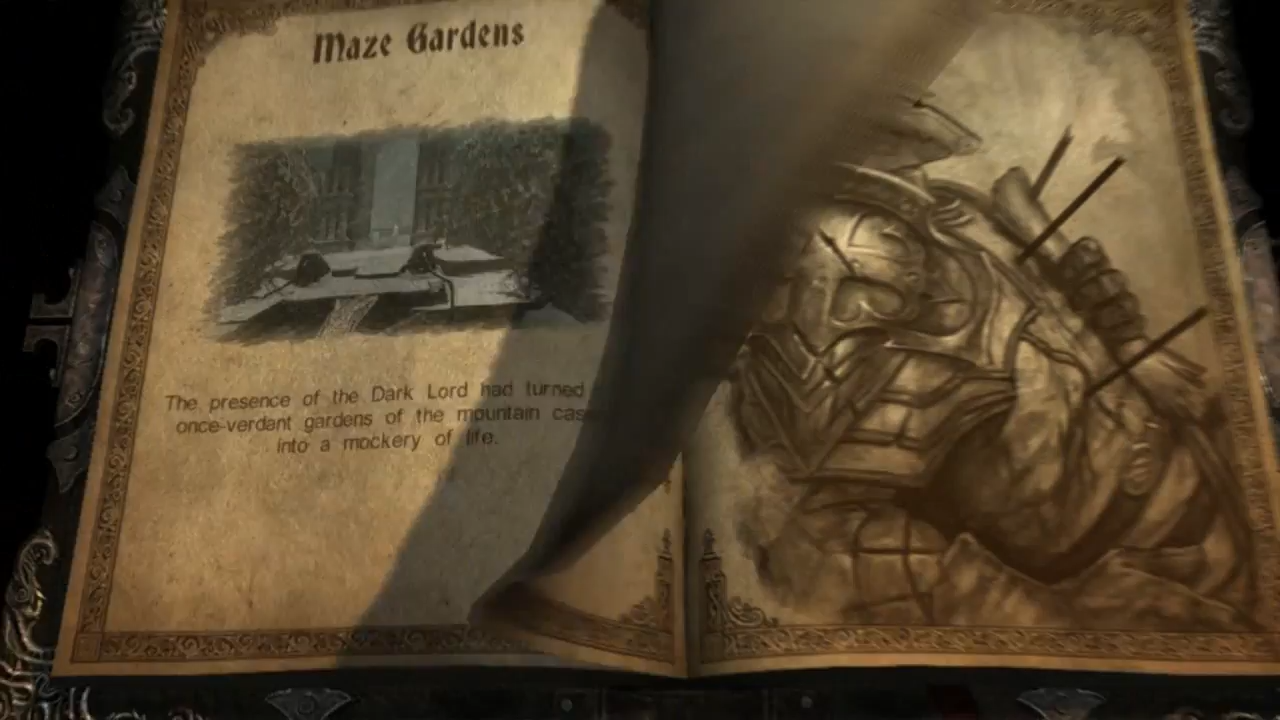 Maze Gardens
The presence of the Dark Lord had turned
once-verdant gardens of the mountain
into a mockery of life.